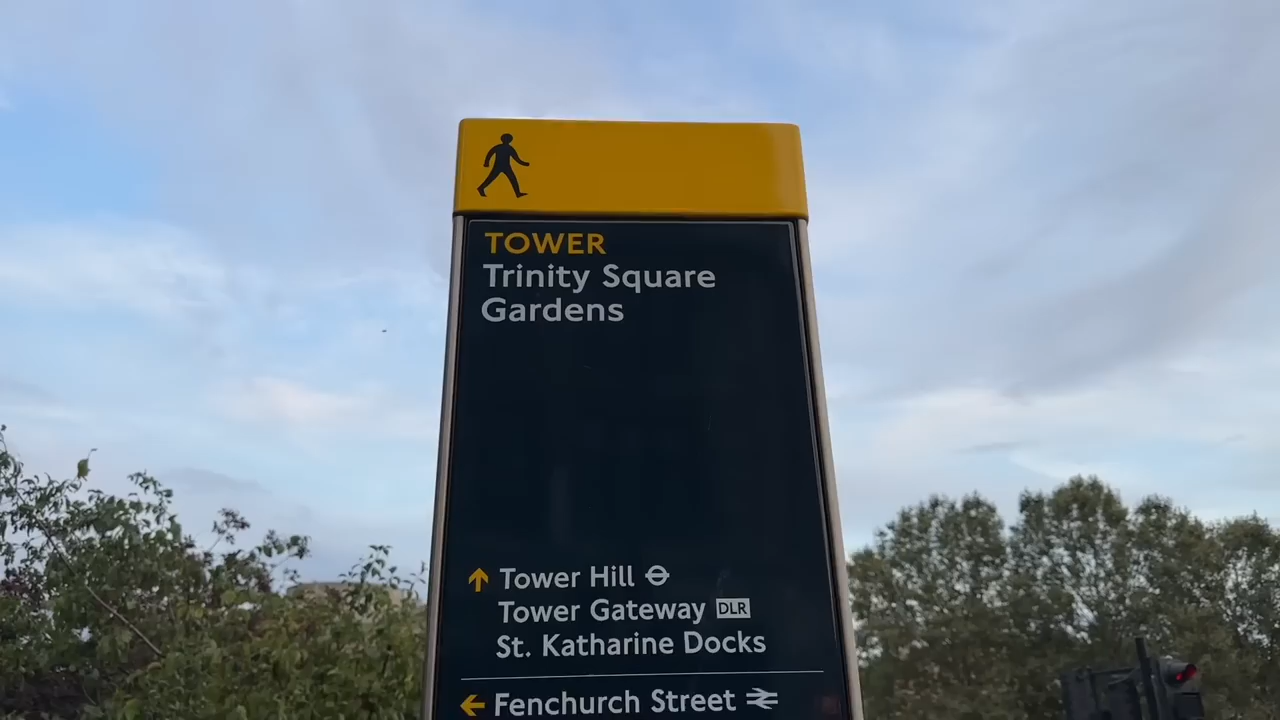 TOWER
Trinity Square
Gardens
Tower Hill
Tower Gateway DLR
St. Katharine Docks
Fenchurch Street